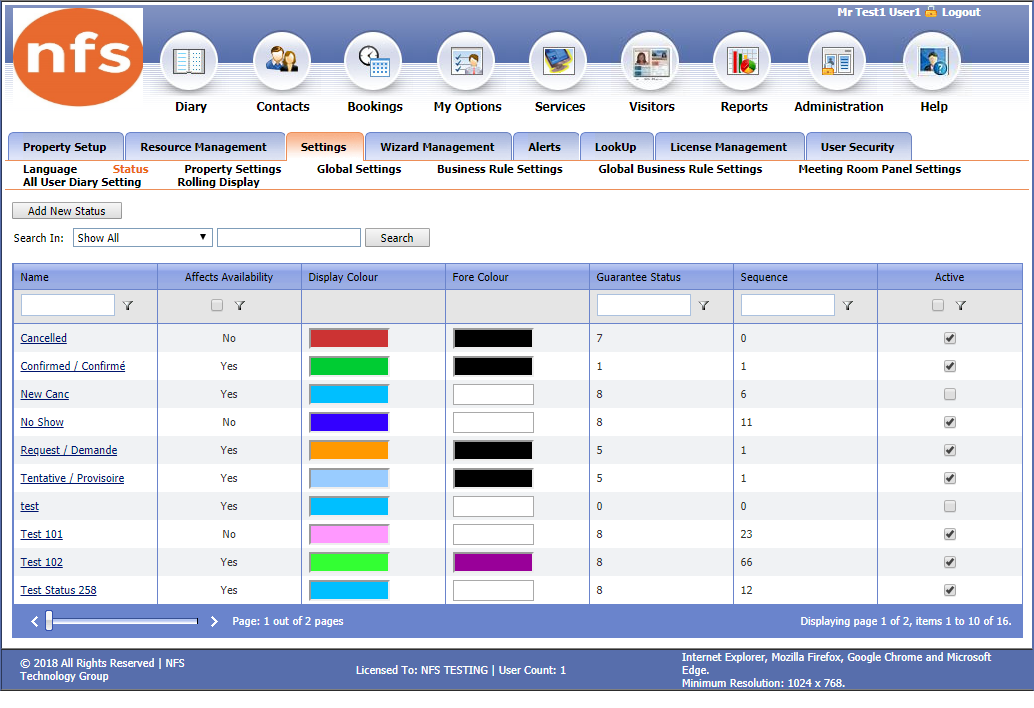 Mr Test1 User1 Logout
nfs
Diary Contacts Bookings My Options Services Visitors Reports Administration Help
Property Setup Resource Management Settings Wizard Management Alerts LookUp License Management User Security
Language Status Property Settings Global Settings Business Rule Settings Global Business Rule Settings Meeting Room Panel Settings
All User Diary Setting Rolling Display
Add New Status
Search In: Show All Search
Name Affects Availability Display Colour Fore Colour Guarantee Status Sequence Active
Cancelled No 7 0
Confirmed / Confirmé Yes 1 1
New Canc Yes 8 6
No Show No 8 11
Request / Demande Yes 5 1
Tentative / Provisoire Yes 5 1
test Yes 0 0
Test 101 No 8 23
Test 102 Yes 8 66
Test Status 258 Yes 8 12
Page: 1 out of 2 pages Displaying page 1 of 2, items 1 to 10 of 16.
© 2018 All Rights Reserved | NFS
Technology Group
Licensed To: NFS TESTING | User Count: 1
Internet Explorer, Mozilla Firefox, Google Chrome and Microsoft
Edge.
Minimum Resolution: 1024 x 768.